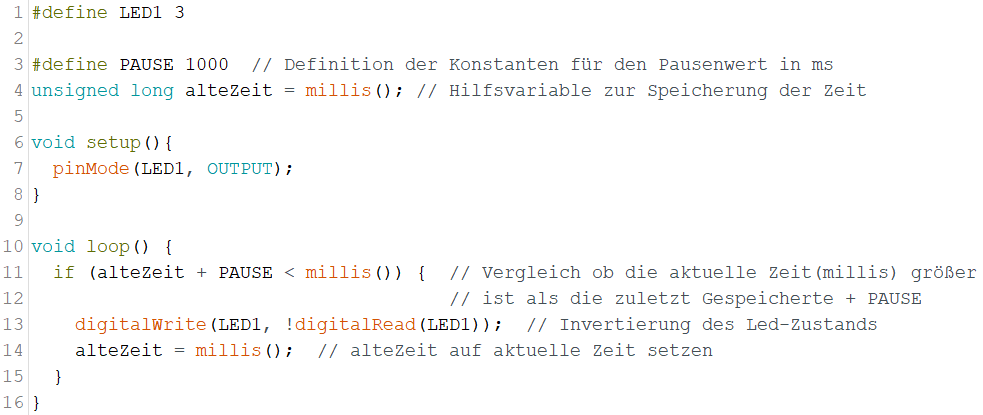 1 #define LED1 3
2
3 #define PAUSE 1000  // Definition der Konstanten für den Pausenwert in ms
4 unsigned long alteZeit = millis(); // Hilfsvariable zur Speicherung der Zeit
5
6 void setup(){
7   pinMode(LED1, OUTPUT);
8 }
9
10 void loop() {
11   if (alteZeit + PAUSE < millis()) {  // Vergleich ob die aktuelle Zeit(millis) größer
12                                       // ist als die zuletzt Gespeicherte + PAUSE
13     digitalWrite(LED1, !digitalRead(LED1));  // Invertierung des Led-Zustands
14     alteZeit = millis();  // alteZeit auf aktuelle Zeit setzen
15   }
16 }